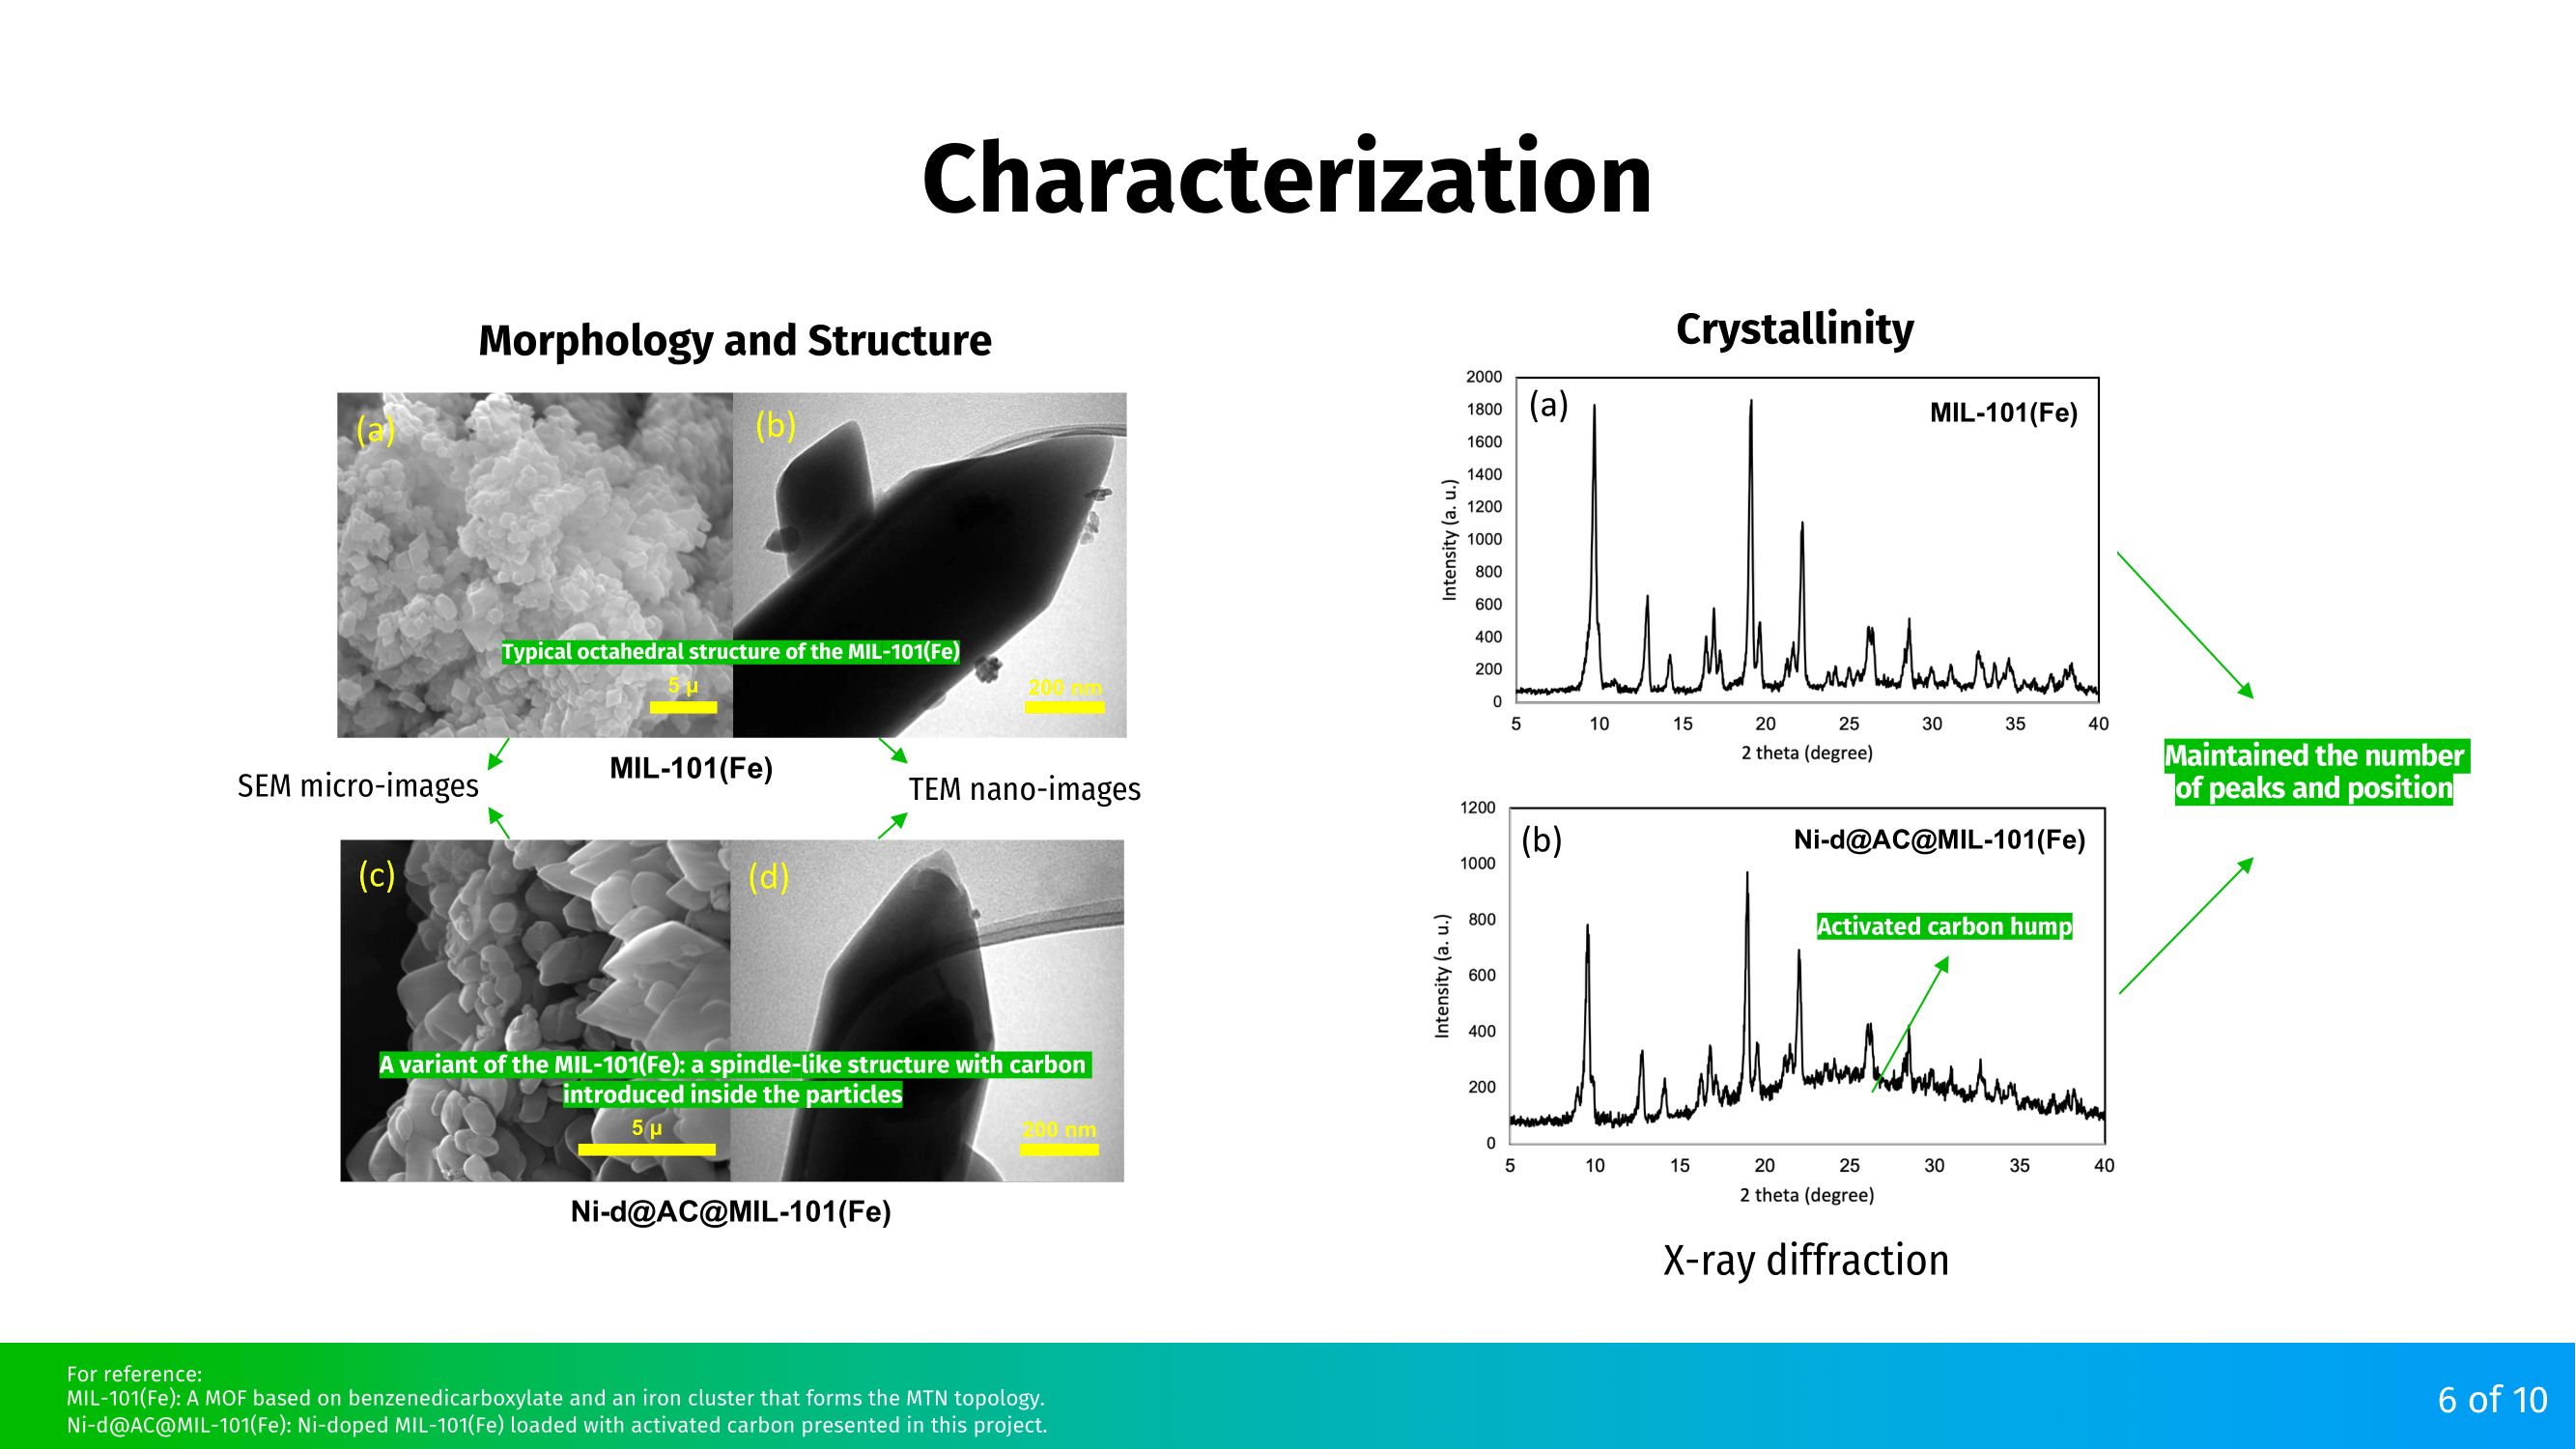 Characterization
Morphology and Structure
(a)
(b)
Typical octahedral structure of the MIL-101(Fe)
5 µ
200 nm
MIL-101(Fe)
SEM micro-images
TEM nano-images
(c)
(d)
A variant of the MIL-101(Fe): a spindle-like structure with carbon
introduced inside the particles
5 µ
200 nm
Ni-d@AC@MIL-101(Fe)
Crystallinity
(a)
MIL-101(Fe)
2000
1800
1600
1400
1200
1000
800
600
400
200
0
Intensity (a. u.)
5 10 15 20 25 30 35 40
2 theta (degree)
(b)
Ni-d@AC@MIL-101(Fe)
Activated carbon hump
1200
1000
800
600
400
200
0
Intensity (a. u.)
5 10 15 20 25 30 35 40
2 theta (degree)
Maintained the number
of peaks and position
X-ray diffraction
For reference:
MIL-101(Fe): A MOF based on benzenedicarboxylate and an iron cluster that forms the MTN topology.
Ni-d@AC@MIL-101(Fe): Ni-doped MIL-101(Fe) loaded with activated carbon presented in this project.
6 of 10